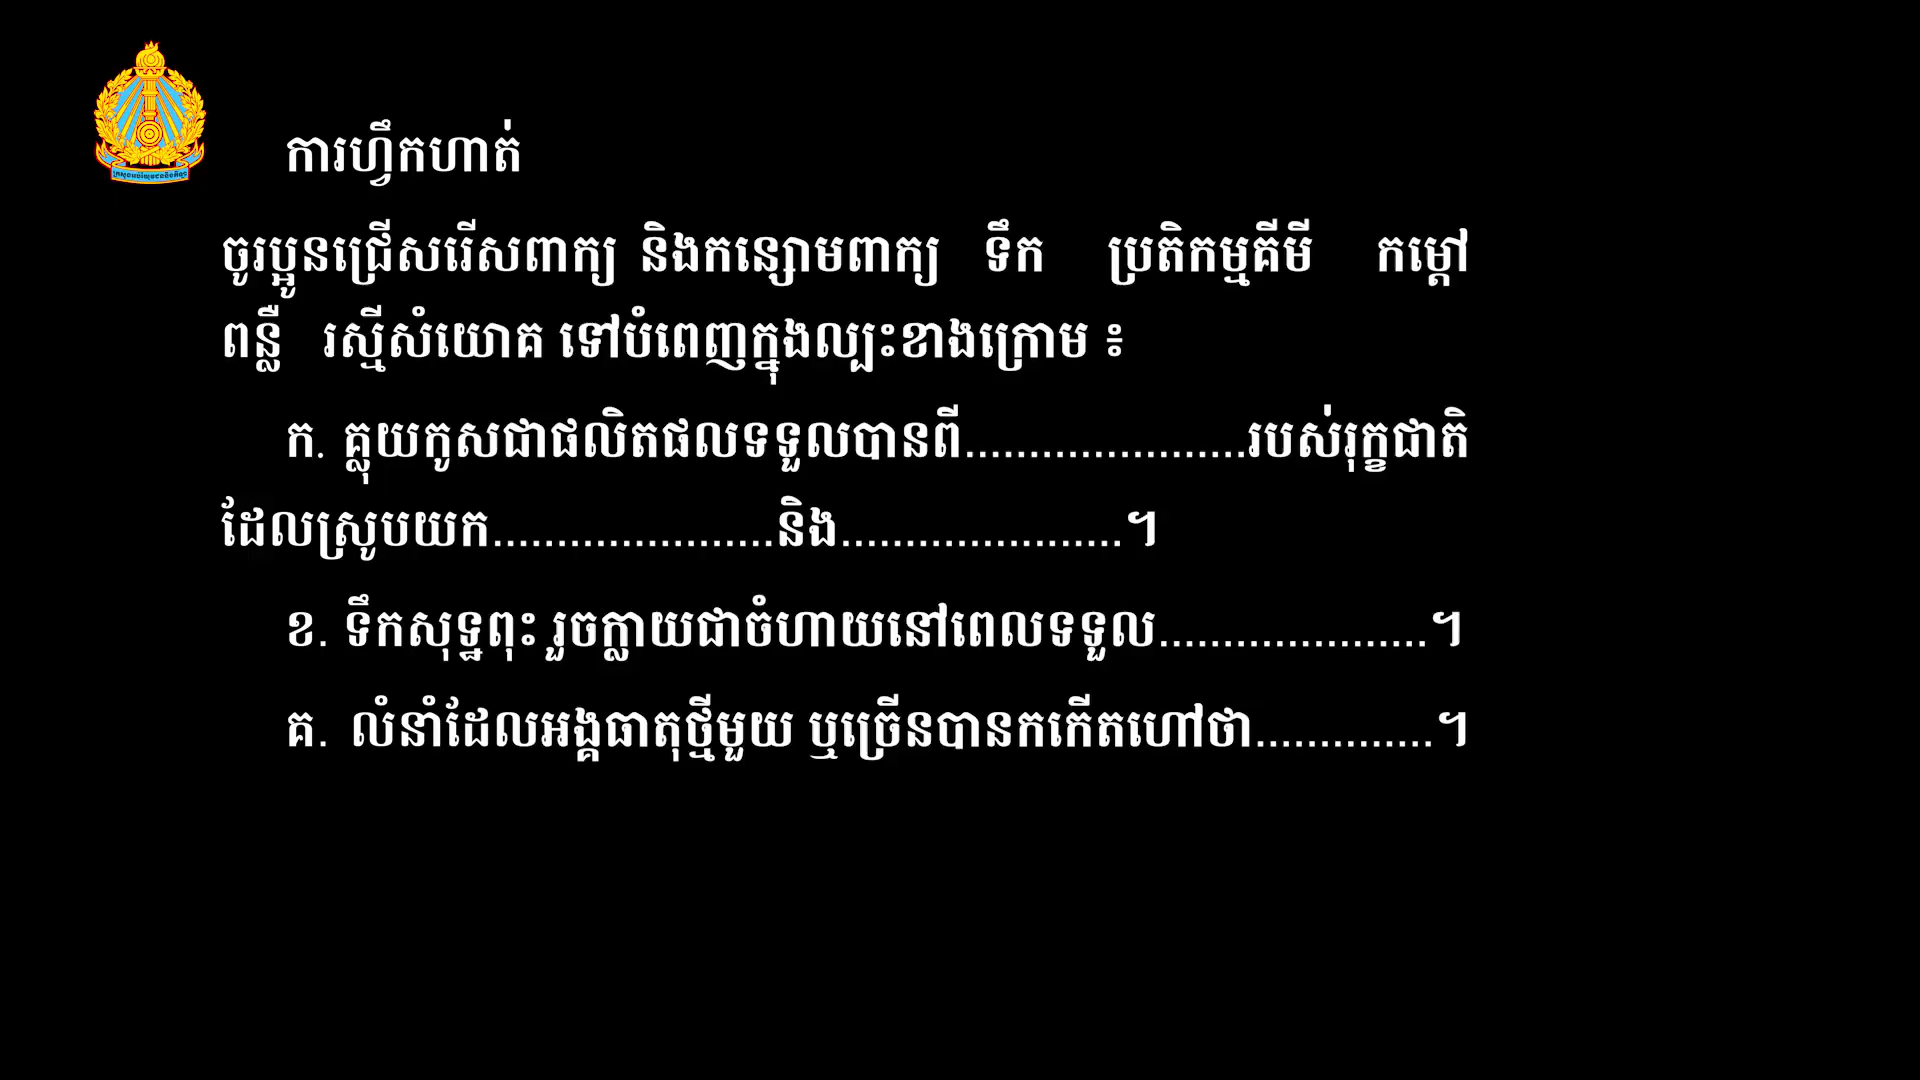 ការហ្វឹកហាត់
ចូរប្អូនជ្រើសរើសពាក្យ និងកន្សោមពាក្យ ទឹក ប្រតិកម្មគីមី កម្ដៅ
ពន្លឺ រស្មីសំយោគ ទៅបំពេញក្នុងល្បះខាងក្រោម ៖
ក. គ្លុយកូសជាផលិតផលទទួលបានពី......................របស់រុក្ខជាតិ
ដែលស្រូបយក......................និង......................។
ខ. ទឹកសុទ្ឋពុះ រួចក្លាយជាចំហាយនៅពេលទទួល.....................។
គ. លំនាំដែលអង្គធាតុថ្មីមួយ ឬច្រើនបានកកើតហៅថា..............។